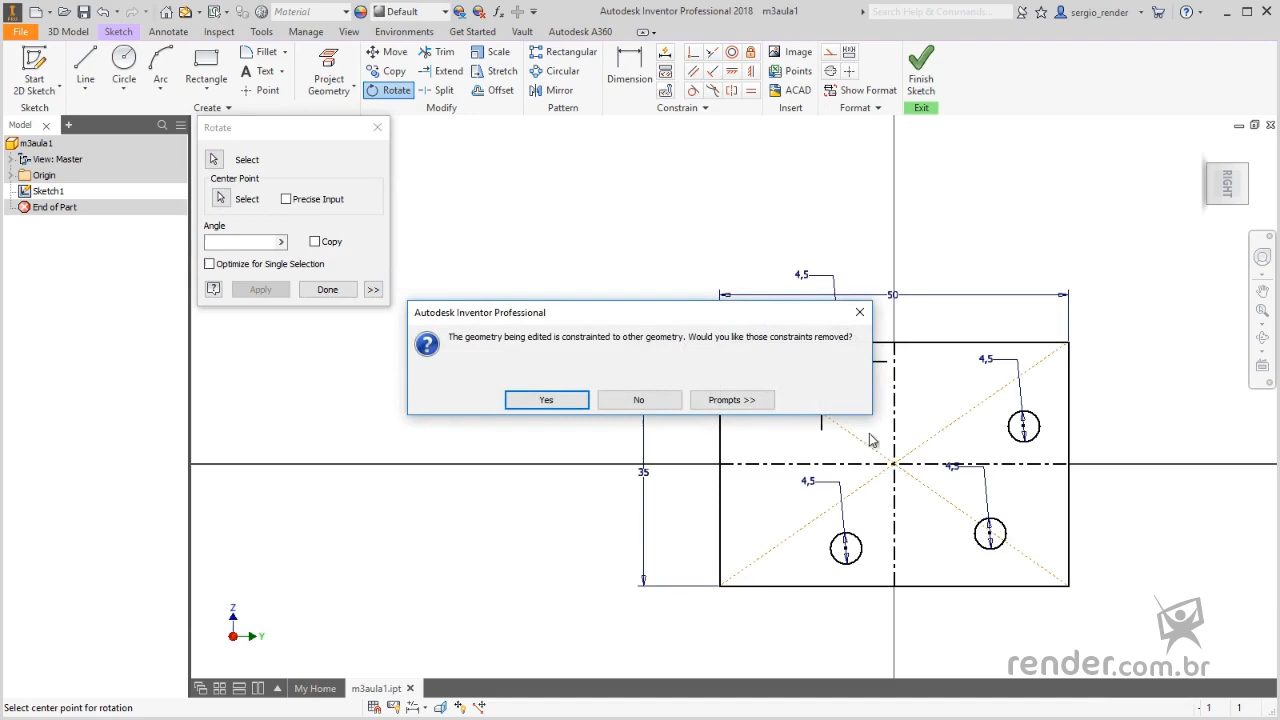 Material
Default
Autodesk Inventor Professional 2018 m3aula1
Search Help & Commands...
sergio_render
File 3D Model Sketch Annotate Inspect Tools Manage View Environments Get Started Vault Autodesk A360
Start
2D Sketch
Line
Circle
Arc
Rectangle
Fillet
Text
Point
Project
Geometry
Move
Copy
Rotate
Trim
Extend
Split
Scale
Stretch
Offset
Rectangular
Circular
Mirror
Dimension
Image
Points
ACAD
Show Format
Finish
Sketch
Sketch Create Modify Pattern Constrain Insert Format Exit
Model
m3aula1
View: Master
Origin
Sketch1
End of Part
Rotate
Select
Center Point
Select Precise Input
Angle
Copy
Optimize for Single Selection
Apply Done >>
Autodesk Inventor Professional
The geometry being edited is constrainted to other geometry. Would you like those constraints removed?
Yes No Prompts >>
RIGHT
4,5
50
4,5
35
4,5
4,5
Z
Y
render.com.br
My Home m3aula1.ipt
Select center point for rotation
1 1